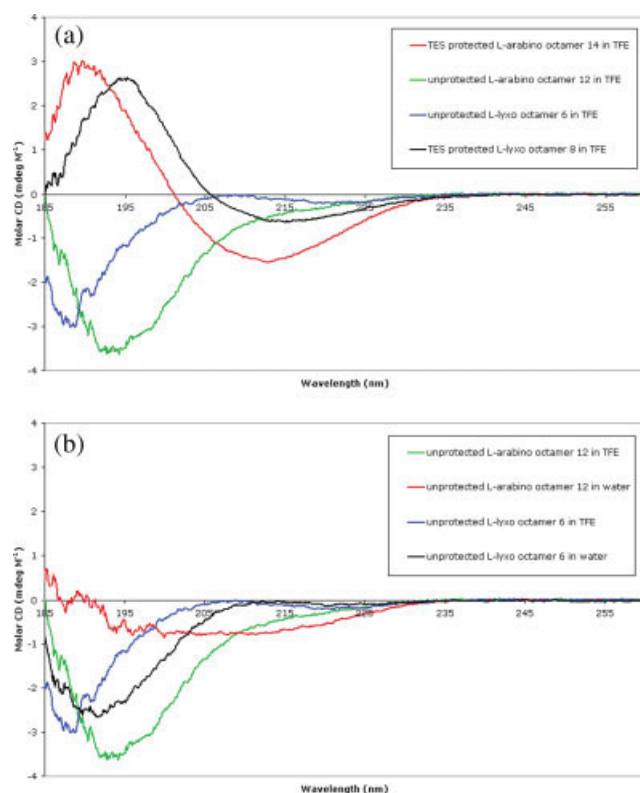 (a)
4
3
2
1
0
-1
-2
-3
-4
185
195
205
215
225
235
245
255
Molar CD (mdeg M⁻¹)
Wavelength (nm)
TES protected L-arabino octamer 14 in TFE
unprotected L-arabino octamer 12 in TFE
unprotected L-lyxo octamer 6 in TFE
TES protected L-lyxo octamer 8 in TFE
(b)
4
3
2
1
0
-1
-2
-3
-4
185
195
205
215
225
235
245
255
Molar CD (mdeg M⁻¹)
Wavelength (nm)
unprotected L-arabino octamer 12 in TFE
unprotected L-arabino octamer 12 in water
unprotected L-lyxo octamer 6 in TFE
unprotected L-lyxo octamer 6 in water